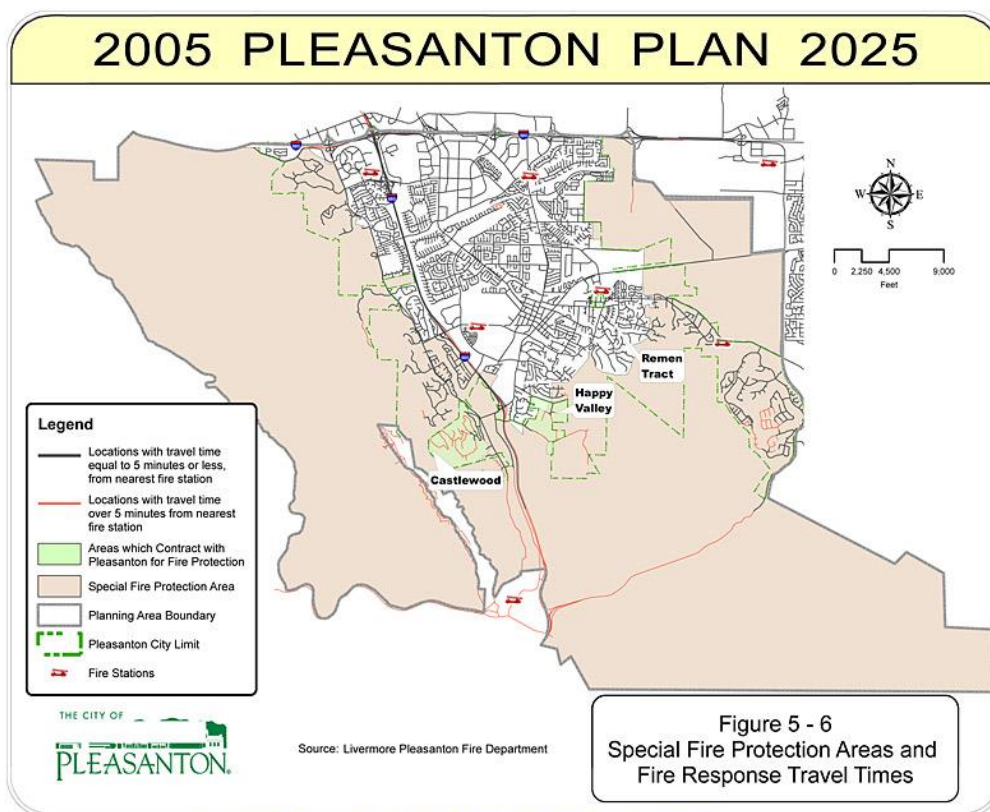 2005 PLEASANTON PLAN 2025
N
W E
S
0 2,250 4,500 9,000
Feet
Remen
Tract
Happy
Valley
Castlewood
Legend
Locations with travel time
equal to 5 minutes or less,
from nearest fire station
Locations with travel time
over 5 minutes from nearest
fire station
Areas which Contract with
Pleasanton for Fire Protection
Special Fire Protection Area
Planning Area Boundary
Pleasanton City Limit
Fire Stations
THE CITY OF
PLEASANTON.
Source: Livermore Pleasanton Fire Department
Figure 5 - 6
Special Fire Protection Areas and
Fire Response Travel Times